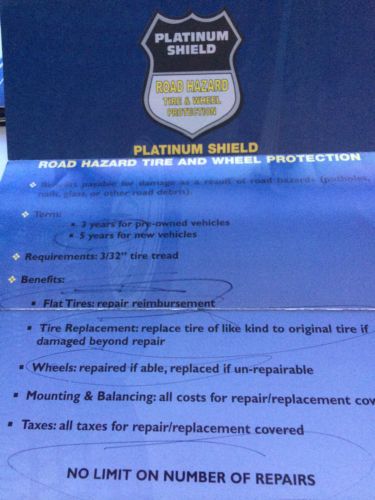 PLATINUM
SHIELD
ROAD HAZARD
TIRE & WHEEL
PROTECTION
PLATINUM SHIELD
ROAD HAZARD TIRE AND WHEEL PROTECTION
❖ Benefits payable for damage as a result of road hazards (potholes,
nails, glass, or other road debris).
❖ Term:
▪ 3 years for pre-owned vehicles
▪ 5 years for new vehicles
❖ Requirements: 3/32" tire tread
❖ Benefits:
▪ Flat Tires: repair reimbursement
▪ Tire Replacement: replace tire of like kind to original tire if
damaged beyond repair
▪ Wheels: repaired if able, replaced if un-repairable
▪ Mounting & Balancing: all costs for repair/replacement cov
▪ Taxes: all taxes for repair/replacement covered
NO LIMIT ON NUMBER OF REPAIRS